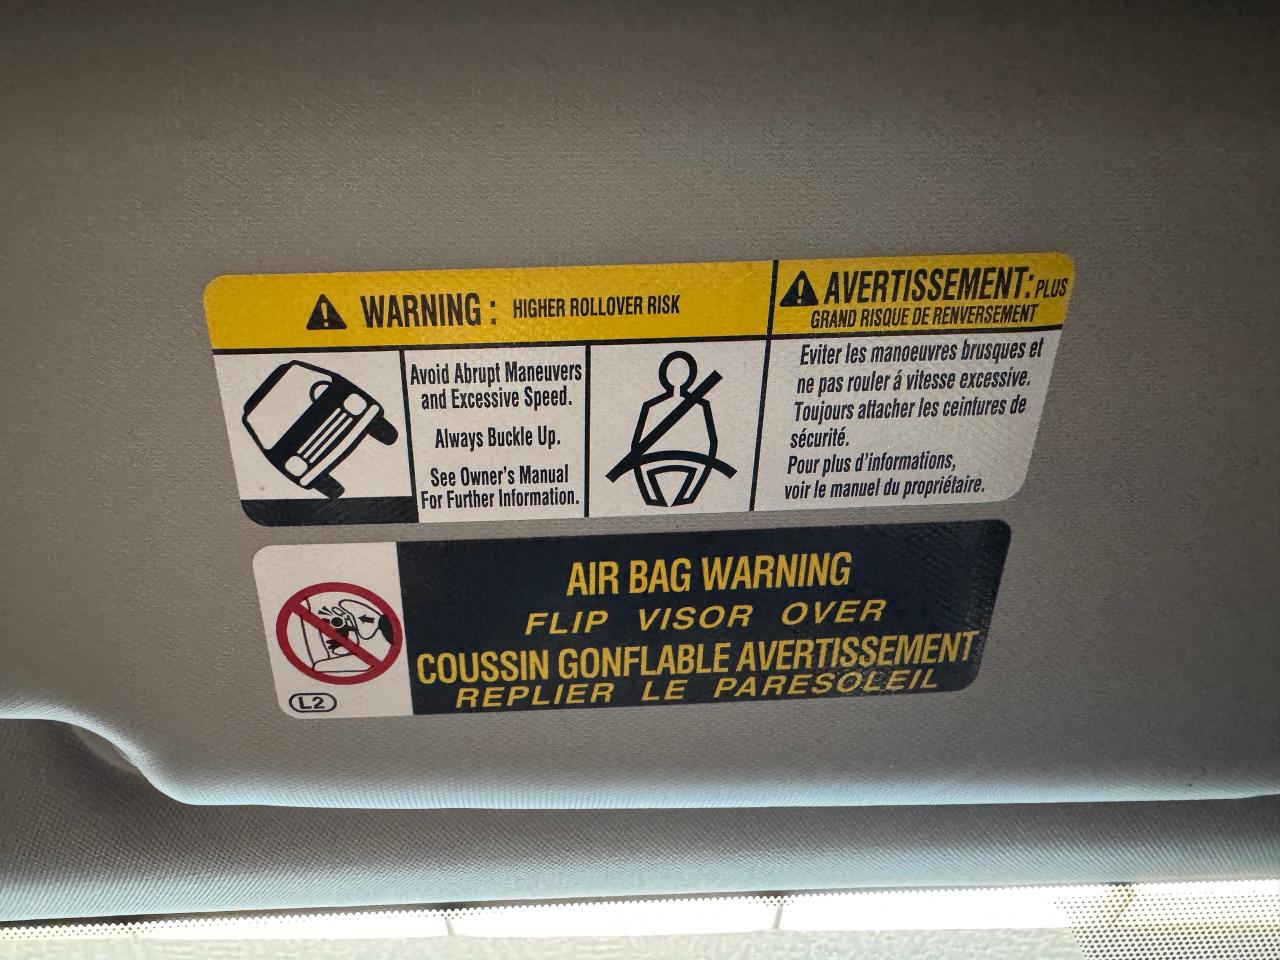 WARNING: HIGHER ROLLOVER RISK
Avoid Abrupt Maneuvers
and Excessive Speed.
Always Buckle Up.
See Owner's Manual
For Further Information.
AVERTISSEMENT: PLUS
GRAND RISQUE DE RENVERSEMENT
Eviter les manoeuvres brusques et
ne pas rouler á vitesse excessive.
Toujours attacher les ceintures de
sécurité.
Pour plus d'informations,
voir le manuel du propriétaire.
AIR BAG WARNING
FLIP VISOR OVER
COUSSIN GONFLABLE AVERTISSEMENT
REPLIER LE PARESOLEIL
L2